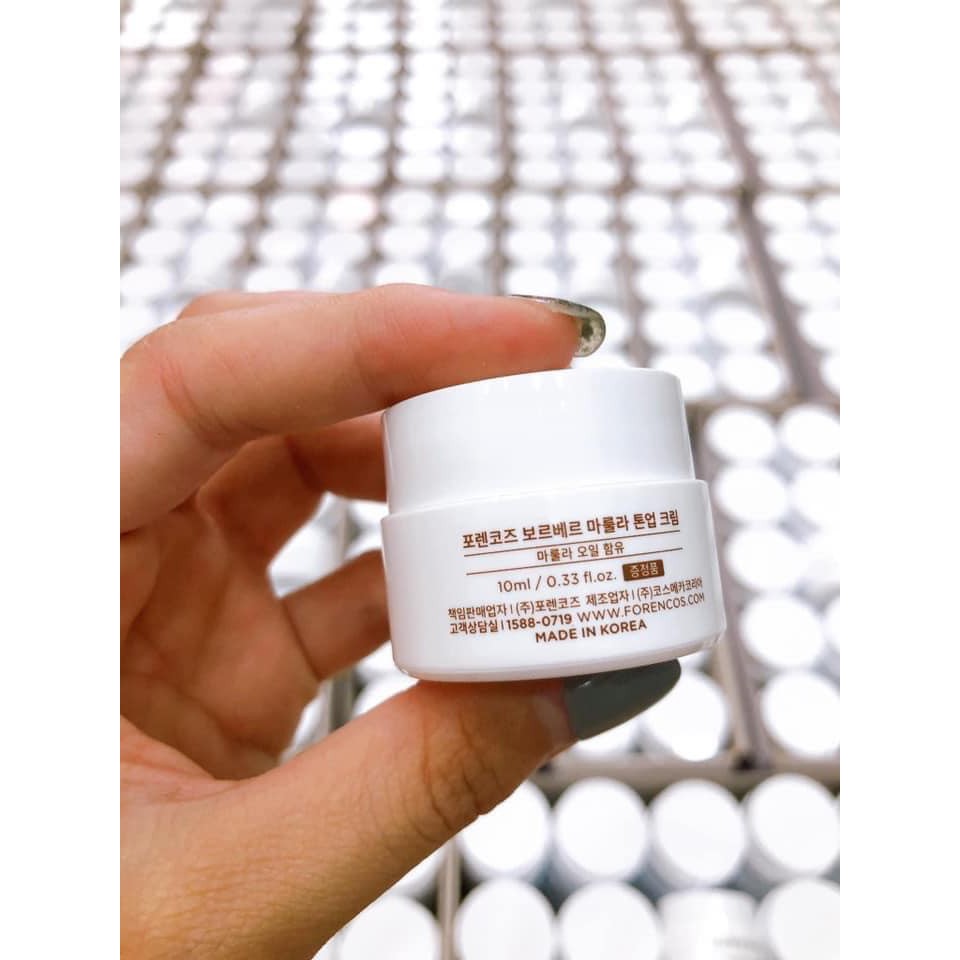 포렌코즈 보르베르 마룰라 톤업 크림
마룰라 오일 함유
10ml / 0.33 fl.oz. 증정품
책임판매업자 | (주)포렌코즈 제조업자 | (주)코스메카코리아
고객상담실 | 1588-0719 WWW.FORENCOS.COM
MADE IN KOREA